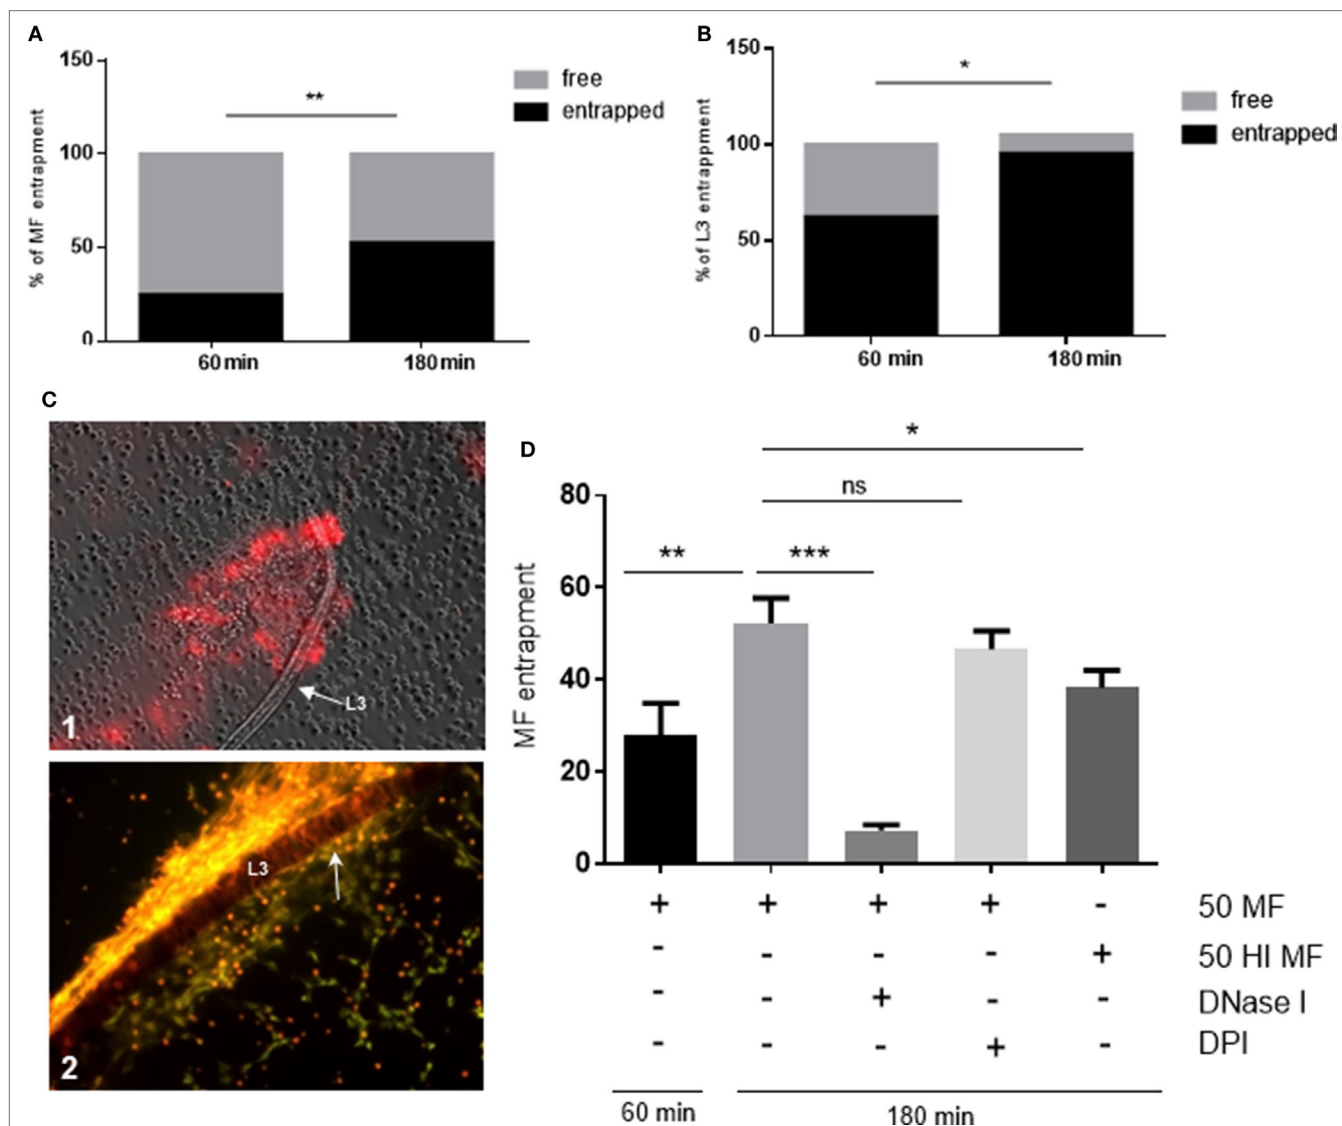 A
150
100
50
0
% of MF entrapment
**
free
entrapped
60 min
180 min
B
150
100
50
0
% of L3 entrappment
*
free
entrapped
60 min
180 min
C
L3
1
L3
2
D
80
60
40
20
0
MF entrapment
*
ns
** ***
+ + + + - 50 MF
- - - - + 50 HI MF
- - + - - DNase I
- - - + - DPI
60 min 180 min